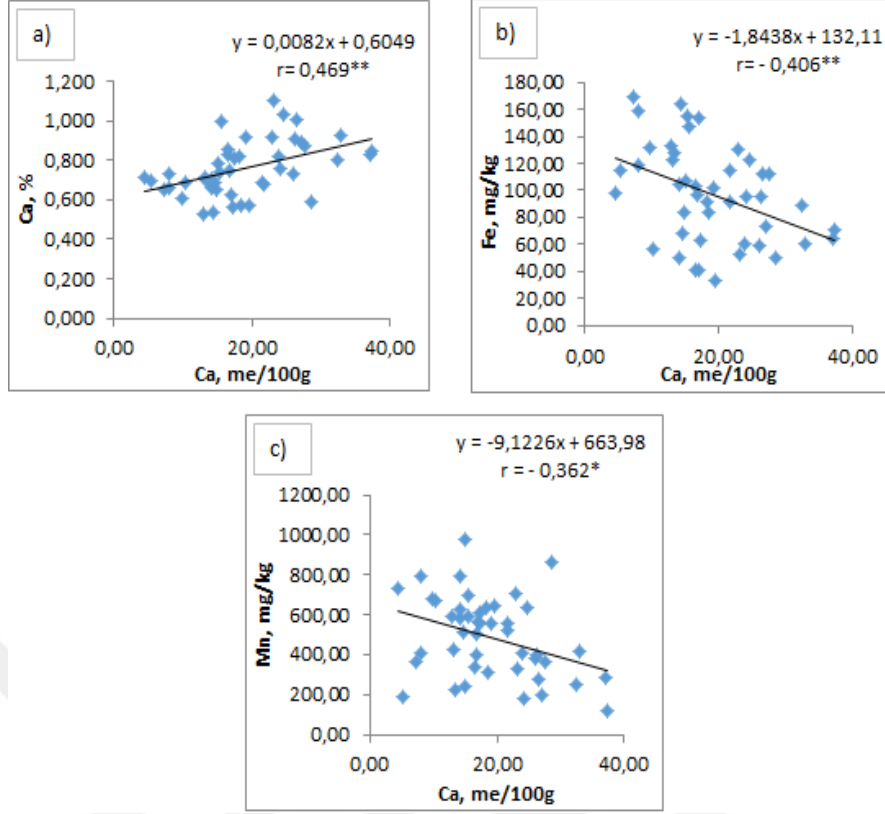 a)
y = 0,0082x + 0,6049
r= 0,469**
1,200
1,000
0,800
0,600
0,400
0,200
0,000
Ca, %
0,00 20,00 40,00
Ca, me/100g
b)
y = -1,8438x + 132,11
r= - 0,406**
180,00
160,00
140,00
120,00
100,00
80,00
60,00
40,00
20,00
0,00
Fe, mg/kg
0,00 20,00 40,00
Ca, me/100g
c)
y = -9,1226x + 663,98
r = - 0,362*
1200,00
1000,00
800,00
600,00
400,00
200,00
0,00
Mn, mg/kg
0,00 20,00 40,00
Ca, me/100g